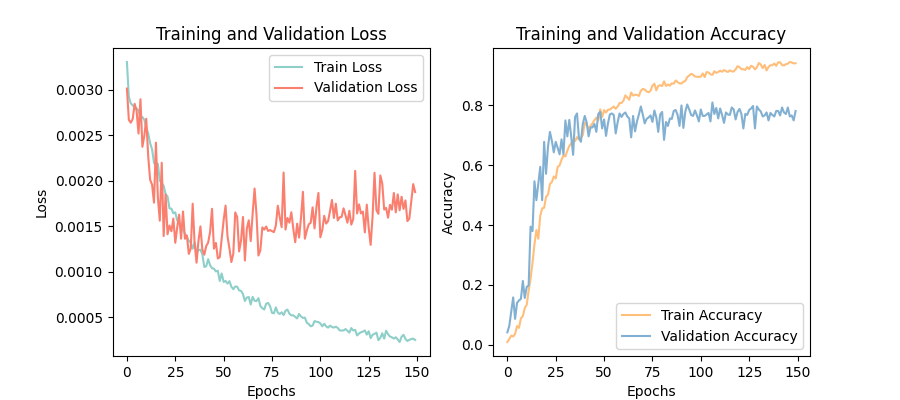 Training and Validation Loss
Train Loss
Validation Loss
0.0030
0.0025
0.0020
0.0015
0.0010
0.0005
Loss
0
25
50
75
100
125
150
Epochs
Training and Validation Accuracy
0.8
0.6
0.4
0.2
0.0
Accuracy
Train Accuracy
Validation Accuracy
0
25
50
75
100
125
150
Epochs